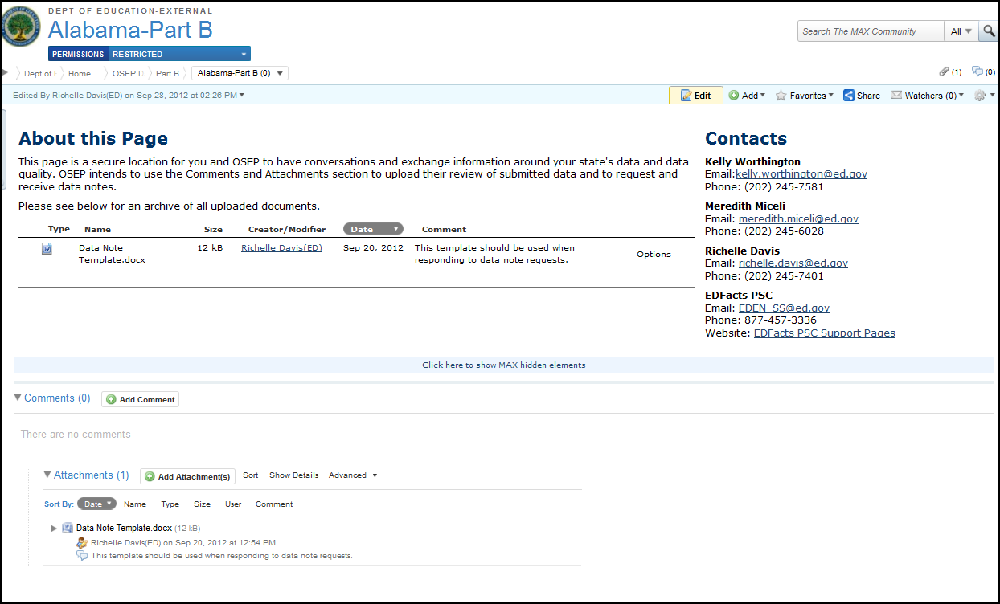 DEPT OF EDUCATION-EXTERNAL
Alabama-Part B
PERMISSIONS RESTRICTED
Search The MAX Community All
Dept of Home OSEP D Part B Alabama-Part B (0)
(1) (0)
Edited By Richelle Davis(ED) on Sep 28, 2012 at 02:26 PM
Edit Add Favorites Share Watchers (0)
About this Page
This page is a secure location for you and OSEP to have conversations and exchange information around your state's data and data
quality. OSEP intends to use the Comments and Attachments section to upload their review of submitted data and to request and
receive data notes.
Please see below for an archive of all uploaded documents.
Type Name Size Creator/Modifier Date Comment
Data Note 12 kB Richelle Davis(ED) Sep 20, 2012 This template should be used when
Template.docx responding to data note requests.
Options
Contacts
Kelly Worthington
Email:kelly.worthington@ed.gov
Phone: (202) 245-7581
Meredith Miceli
Email: meredith.miceli@ed.gov
Phone: (202) 245-6028
Richelle Davis
Email: richelle.davis@ed.gov
Phone: (202) 245-7401
EDFacts PSC
Email: EDEN_SS@ed.gov
Phone: 877-457-3336
Website: EDFacts PSC Support Pages
Click here to show MAX hidden elements
Comments (0) Add Comment
There are no comments
Attachments (1) Add Attachment(s) Sort Show Details Advanced
Sort By: Date Name Type Size User Comment
Data Note Template.docx (12 kB)
Richelle Davis(ED) on Sep 20, 2012 at 12:54 PM
This template should be used when responding to data note requests.